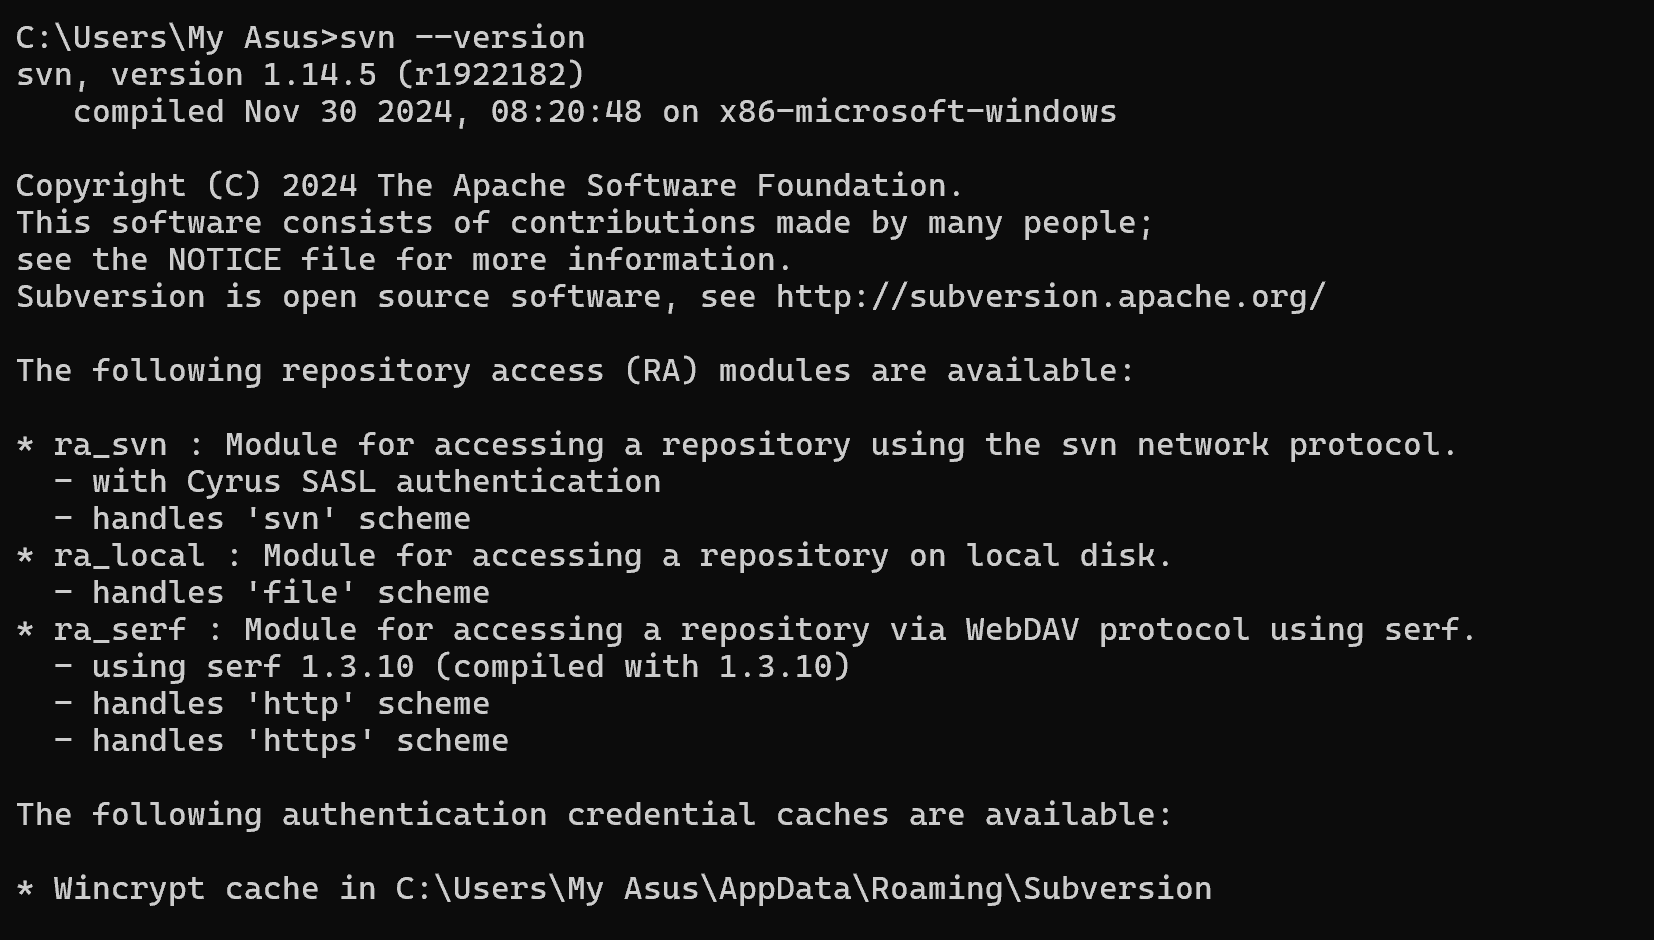 C:\Users\My Asus>svn --version
svn, version 1.14.5 (r1922182)
   compiled Nov 30 2024, 08:20:48 on x86-microsoft-windows

Copyright (C) 2024 The Apache Software Foundation.
This software consists of contributions made by many people;
see the NOTICE file for more information.
Subversion is open source software, see http://subversion.apache.org/

The following repository access (RA) modules are available:

* ra_svn : Module for accessing a repository using the svn network protocol.
  - with Cyrus SASL authentication
  - handles 'svn' scheme
* ra_local : Module for accessing a repository on local disk.
  - handles 'file' scheme
* ra_serf : Module for accessing a repository via WebDAV protocol using serf.
  - using serf 1.3.10 (compiled with 1.3.10)
  - handles 'http' scheme
  - handles 'https' scheme

The following authentication credential caches are available:

* Wincrypt cache in C:\Users\My Asus\AppData\Roaming\Subversion